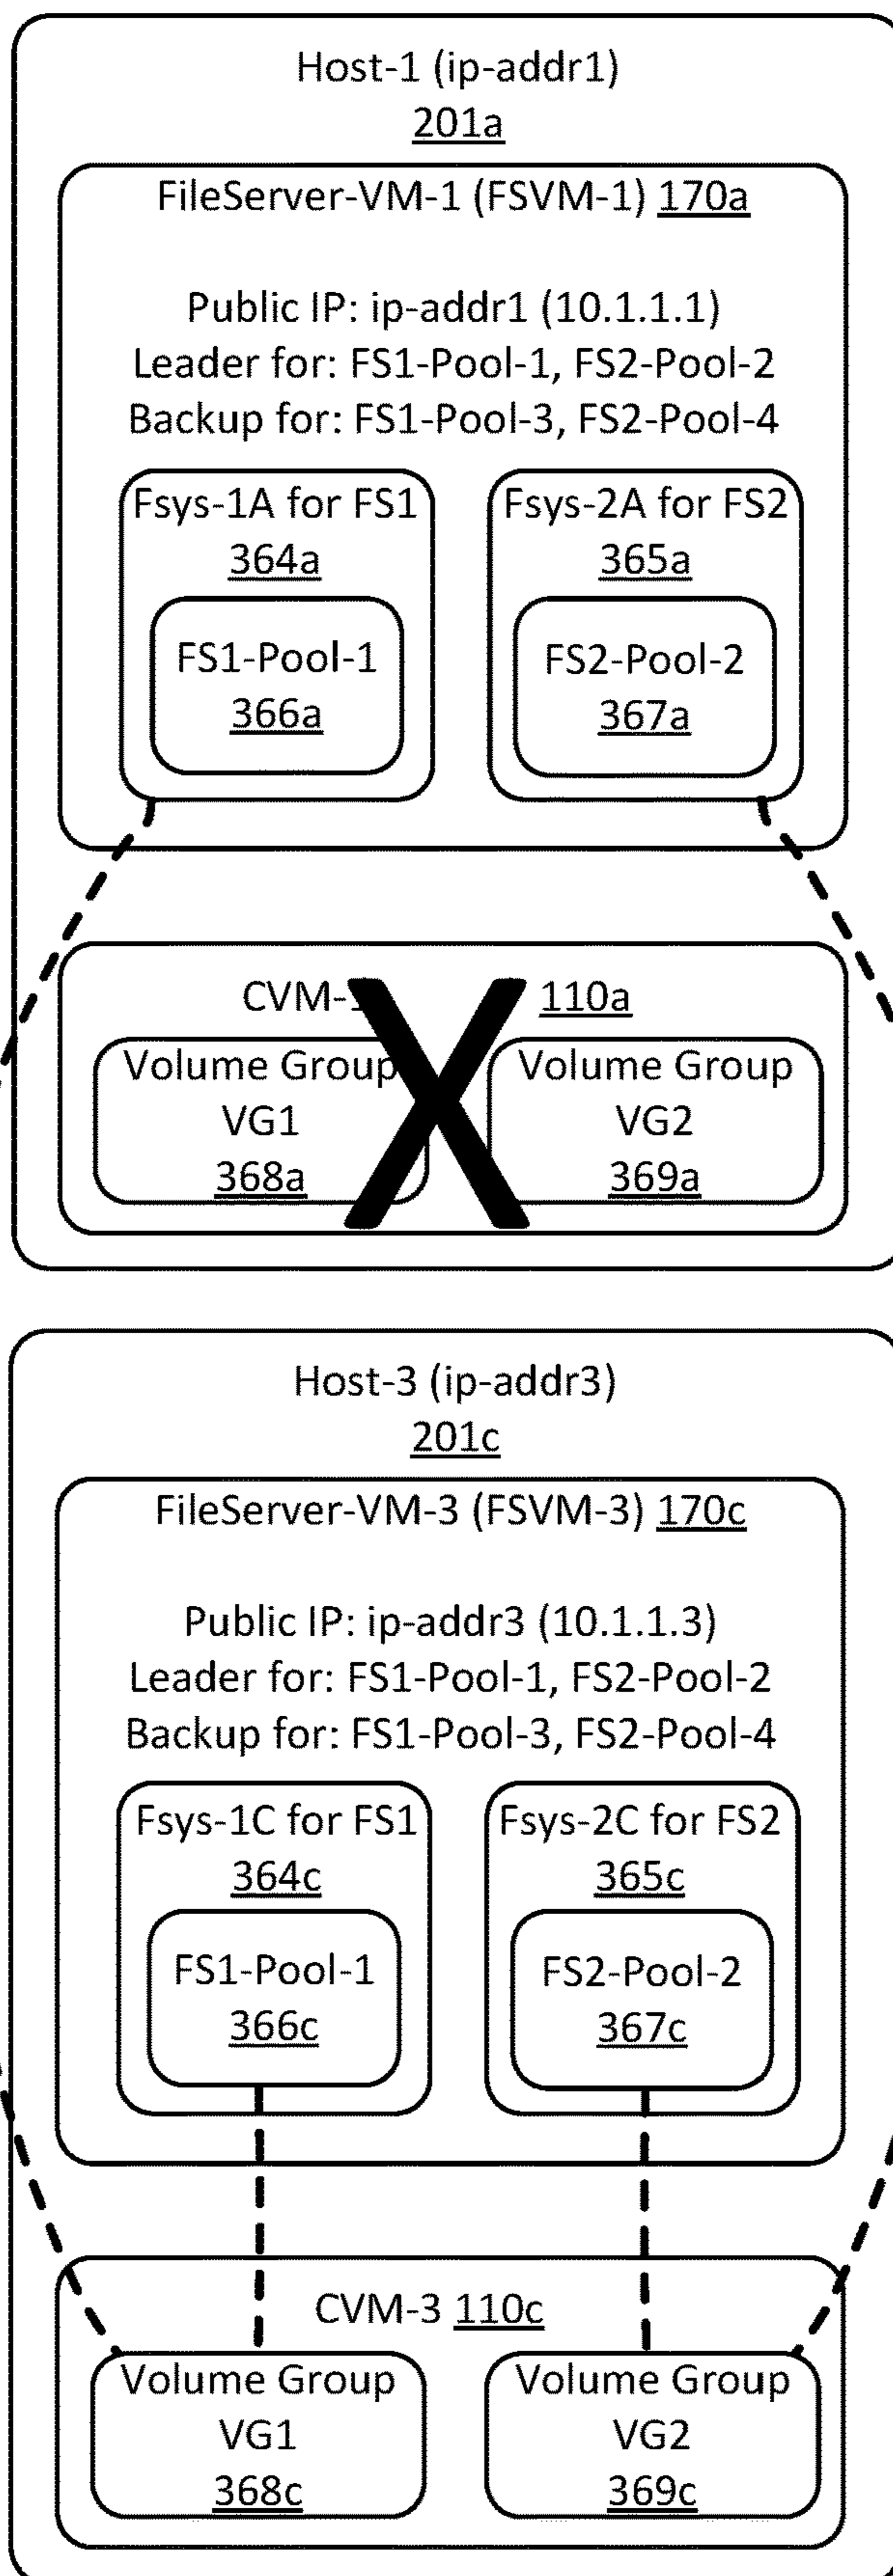 Host-1 (ip-addr1)
201a
FileServer-VM-1 (FSVM-1) 170a
Public IP: ip-addr1 (10.1.1.1)
Leader for: FS1-Pool-1, FS2-Pool-2
Backup for: FS1-Pool-3, FS2-Pool-4
Fsys-1A for FS1
364a
FS1-Pool-1
366a
Fsys-2A for FS2
365a
FS2-Pool-2
367a
CVM-1 110a
Volume Group
VG1
368a
Volume Group
VG2
369a
Host-3 (ip-addr3)
201c
FileServer-VM-3 (FSVM-3) 170c
Public IP: ip-addr3 (10.1.1.3)
Leader for: FS1-Pool-1, FS2-Pool-2
Backup for: FS1-Pool-3, FS2-Pool-4
Fsys-1C for FS1
364c
FS1-Pool-1
366c
Fsys-2C for FS2
365c
FS2-Pool-2
367c
CVM-3 110c
Volume Group
VG1
368c
Volume Group
VG2
369c